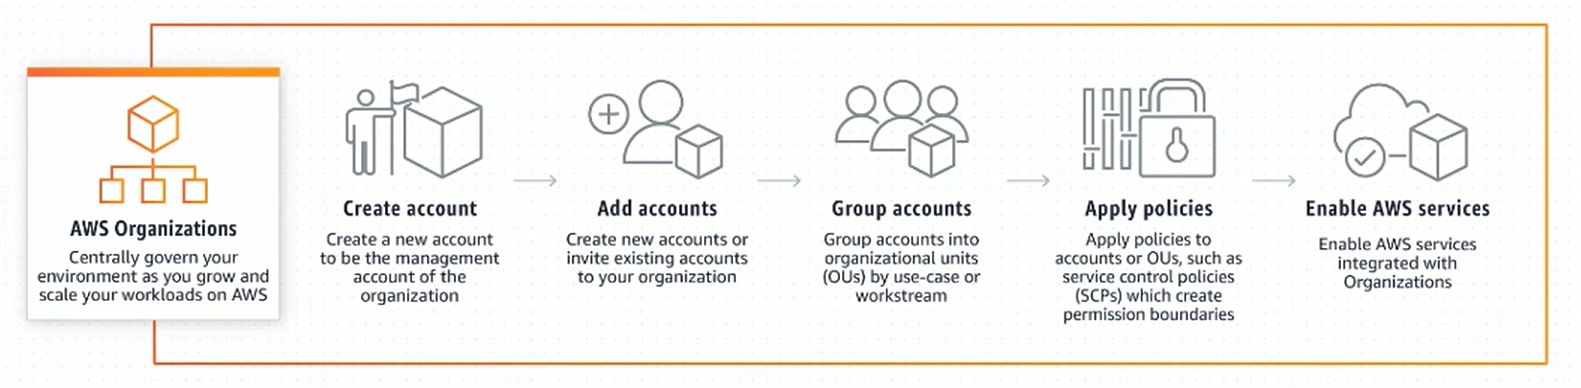 AWS Organizations
Centrally govern your
environment as you grow and
scale your workloads on AWS
Create account
Create a new account
to be the management
account of the
organization
Add accounts
Create new accounts or
invite existing accounts
to your organization
Group accounts
Group accounts into
organizational units
(OUs) by use-case or
workstream
Apply policies
Apply policies to
accounts or OUs, such as
service control policies
(SCPs) which create
permission boundaries
Enable AWS services
Enable AWS services
integrated with
Organizations